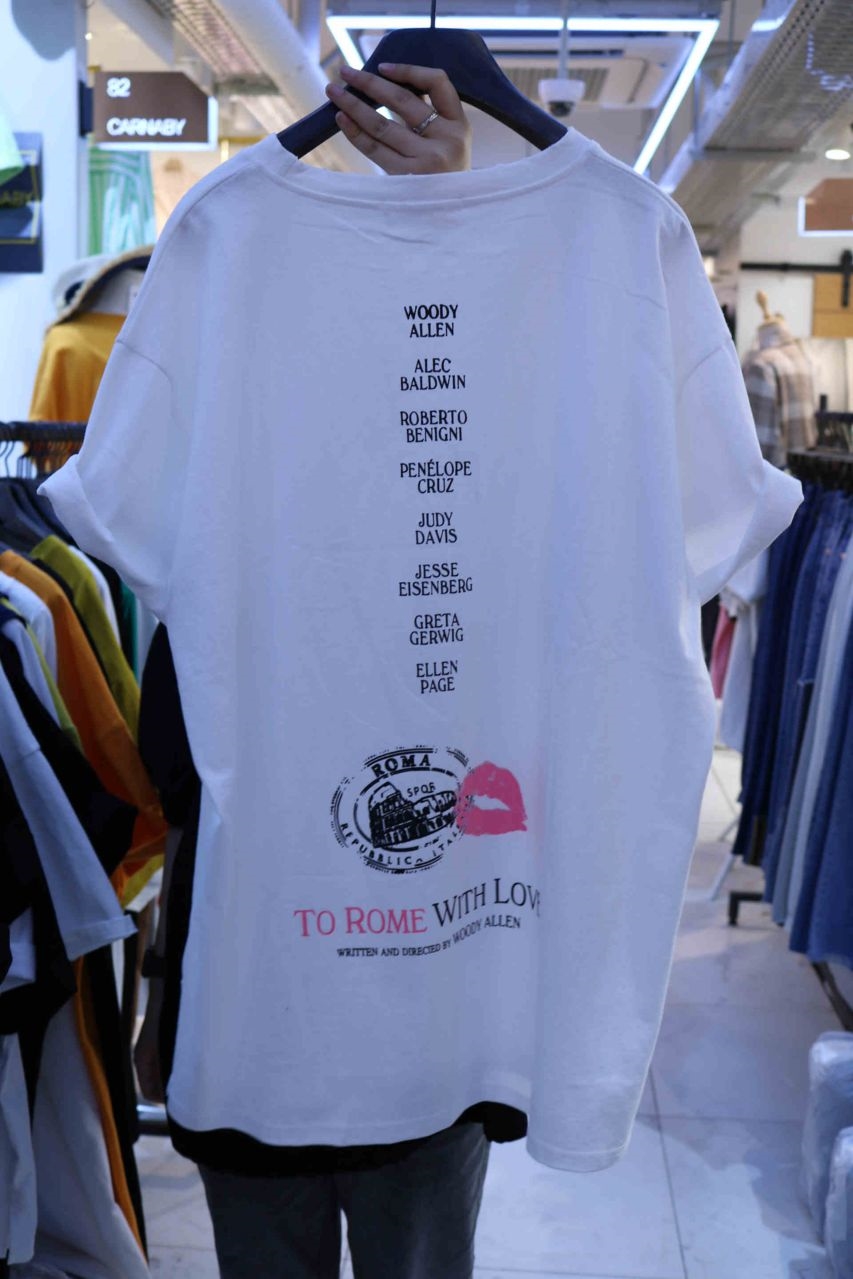 82
CARNABY
WOODY
ALLEN
ALEC
BALDWIN
ROBERTO
BENIGNI
PENÉLOPE
CRUZ
JUDY
DAVIS
JESSE
EISENBERG
GRETA
GERWIG
ELLEN
PAGE
ROMA
SPQR
REPUBBLICA ITAL
TO ROME WITH LOVE
WRITTEN AND DIRECTED BY WOODY ALLEN